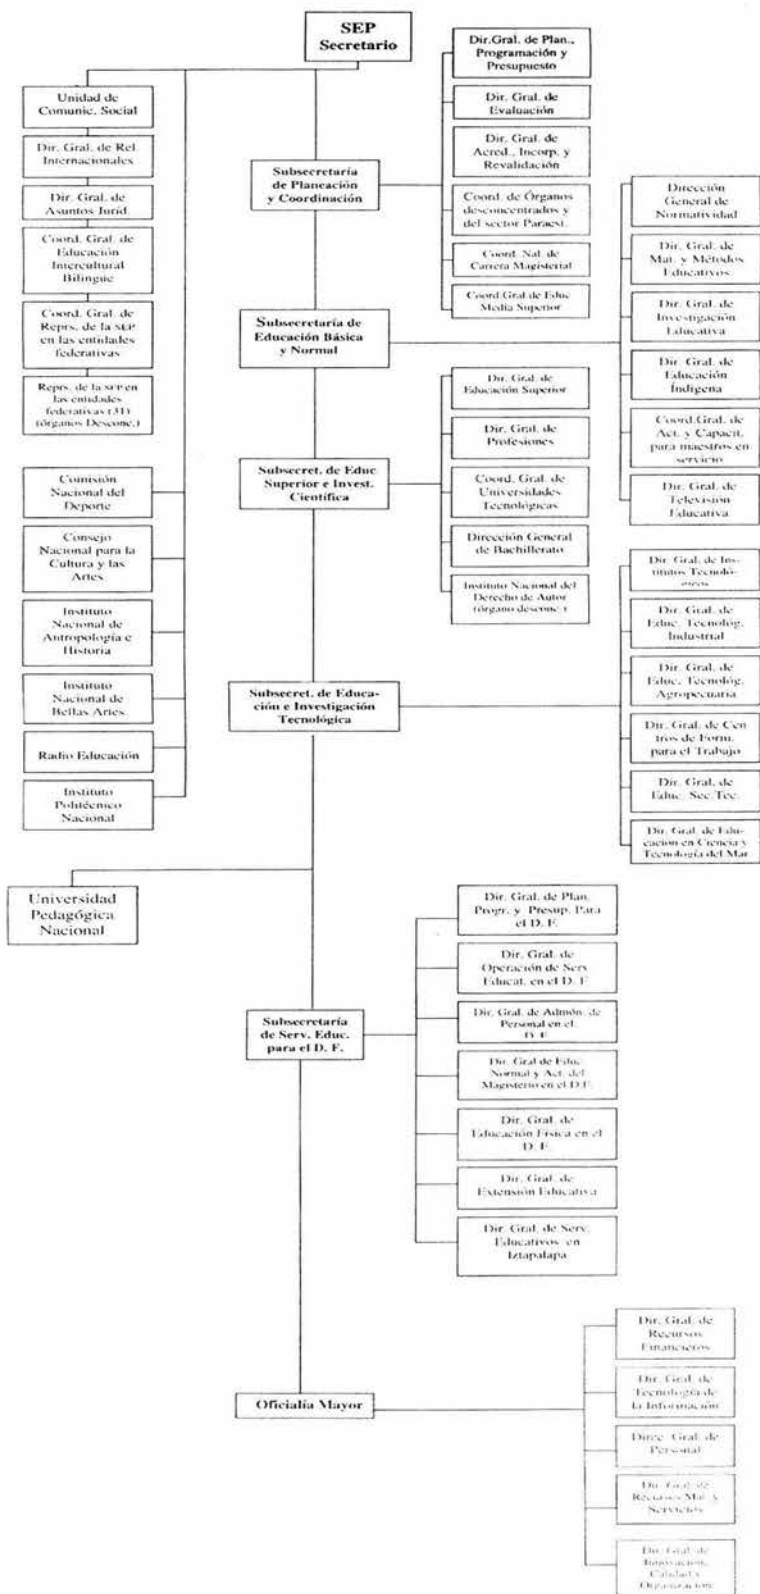 SEP
Secretario
Unidad de
Comunic. Social
Dir. Gral. de Rel.
Internacionales
Dir. Gral. de
Asuntos Juríd.
Coord. Gral. de
Educación
Intercultural
Bilingüe
Coord. Gral. de
Reprs. de la SEP
en las entidades
federativas
Reprs. de la SEP en
las entidades
federativas (31)
(órganos Desconc.)
Comisión
Nacional del
Deporte
Consejo
Nacional para la
Cultura y las
Artes
Instituto
Nacional de
Antropología e
Historia
Instituto
Nacional de
Bellas Artes
Radio Educación
Instituto
Politécnico
Nacional
Universidad
Pedagógica
Nacional
Subsecretaría
de Planeación
y Coordinación
Dir.Gral. de Plan.,
Programación y
Presupuesto
Dir. Gral. de
Evaluación
Dir. Gral. de
Acred., Incorp. y
Revalidación
Coord. de Órganos
desconcentrados y
del sector Paraest.
Coord. Nal. de
Carrera Magisterial
Coord.Gral de Educ
Media Superior
Subsecretaría de
Educación Básica
y Normal
Dirección
General de
Normatividad
Dir. Gral. de
Mat. y Métodos
Educativos
Dir. Gral. de
Investigación
Educativa
Dir. Gral. de
Educación
Indígena
Coord.Gral. de
Act. y Capacit.
para maestros en
servicio
Dir. Gral. de
Televisión
Educativa
Subsecret. de Educ
Superior e Invest.
Científica
Dir. Gral. de
Educación Superior
Dir. Gral. de
Profesiones
Coord. Gral. de
Universidades
Tecnológicas
Dirección General
de Bachillerato
Instituto Nacional del
Derecho de Autor
(órgano desconc.)
Subsecret. de Educa-
ción e Investigación
Tecnológica
Dir. Gral. de Ins-
titutos Tecnoló-
gicos
Dir. Gral. de
Educ. Tecnológ.
Industrial
Dir. Gral. de
Educ. Tecnológ.
Agropecuaria
Dir. Gral. de Cen
tros de Form.
para el Trabajo
Dir. Gral. de
Educ. Sec.Tec.
Dir. Gral. de Edu-
cación en Ciencia y
Tecnología del Mar
Subsecretaría
de Serv. Educ.
para el D. F.
Dir. Gral. de Plan.
Progr. y Presup. Para
el D. F.
Dir. Gral. de
Operación de Serv.
Educat. en el D. F.
Dir. Gral. de Admón. de
Personal en el
D. F.
Dir. Gral de Educ
Normal y Act. del
Magisterio en el D.F.
Dir. Gral. de
Educación Física en el
D. F.
Dir. Gral. de
Extensión Educativa
Dir. Gral. de Serv.
Educativos en
Iztapalapa
Oficialía Mayor
Dir. Gral. de
Recursos
Financieros
Dir. Gral. de
Tecnología de
la Información
Direc. Gral. de
Personal
Dir. Gral. de
Recursos Mat. y
Servicios
Dir. Gral. de
Innovación,
Calidad y
Organización